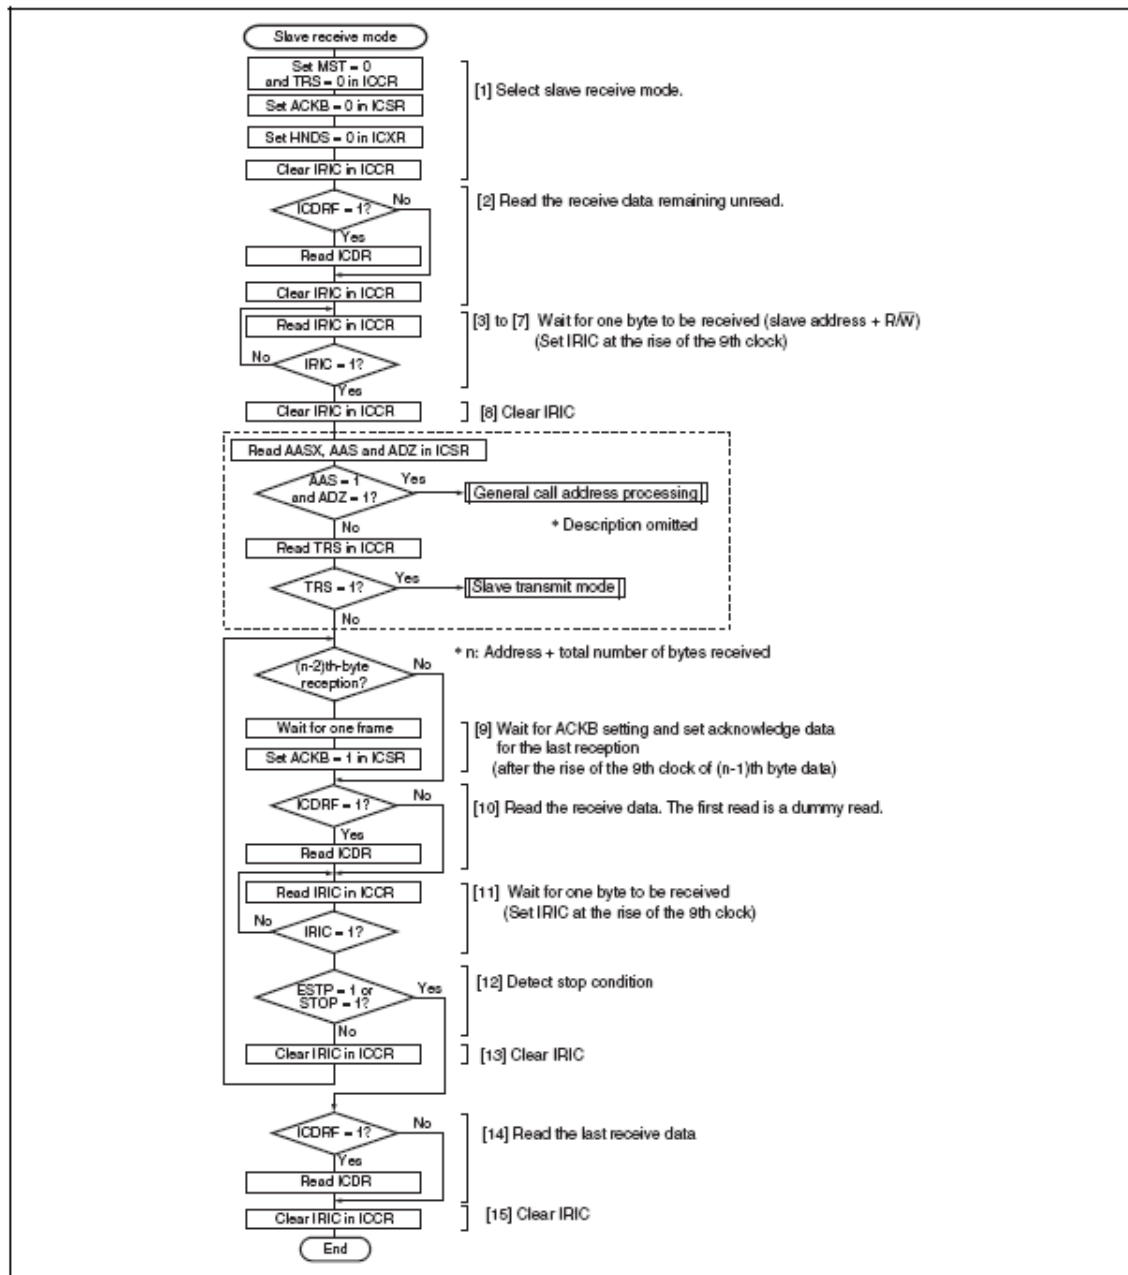 Slave receive mode
Set MST = 0
and TRS = 0 in ICCR
[1] Select slave receive mode.
Set ACKB = 0 in ICSR
Set HNDS = 0 in ICXR
Clear IRIC in ICCR
ICDRF = 1?
No
[2] Read the receive data remaining unread.
Yes
Read ICDR
Clear IRIC in ICCR
Read IRIC in ICCR
[3] to [7] Wait for one byte to be received (slave address + R/W̅)
(Set IRIC at the rise of the 9th clock)
No
IRIC = 1?
Yes
Clear IRIC in ICCR
[8] Clear IRIC
Read AASX, AAS and ADZ in ICSR
AAS = 1
and ADZ = 1?
Yes
General call address processing
* Description omitted
No
Read TRS in ICCR
TRS = 1?
Yes
Slave transmit mode
No
* n: Address + total number of bytes received
(n-2)th-byte
reception?
No
Wait for one frame
[9] Wait for ACKB setting and set acknowledge data
for the last reception
(after the rise of the 9th clock of (n-1)th byte data)
Set ACKB = 1 in ICSR
ICDRF = 1?
No
[10] Read the receive data. The first read is a dummy read.
Yes
Read ICDR
Read IRIC in ICCR
[11] Wait for one byte to be received
(Set IRIC at the rise of the 9th clock)
No
IRIC = 1?
ESTP = 1 or
STOP = 1?
Yes
[12] Detect stop condition
No
Clear IRIC in ICCR
[13] Clear IRIC
ICDRF = 1?
No
[14] Read the last receive data
Yes
Read ICDR
Clear IRIC in ICCR
[15] Clear IRIC
End